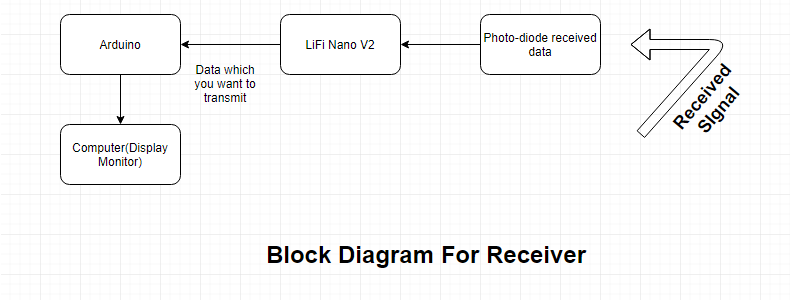 Arduino
LiFi Nano V2
Photo-diode received
data
Data which
you want to
transmit
Received
SIgnal
Computer(Display
Monitor)
Block Diagram For Receiver